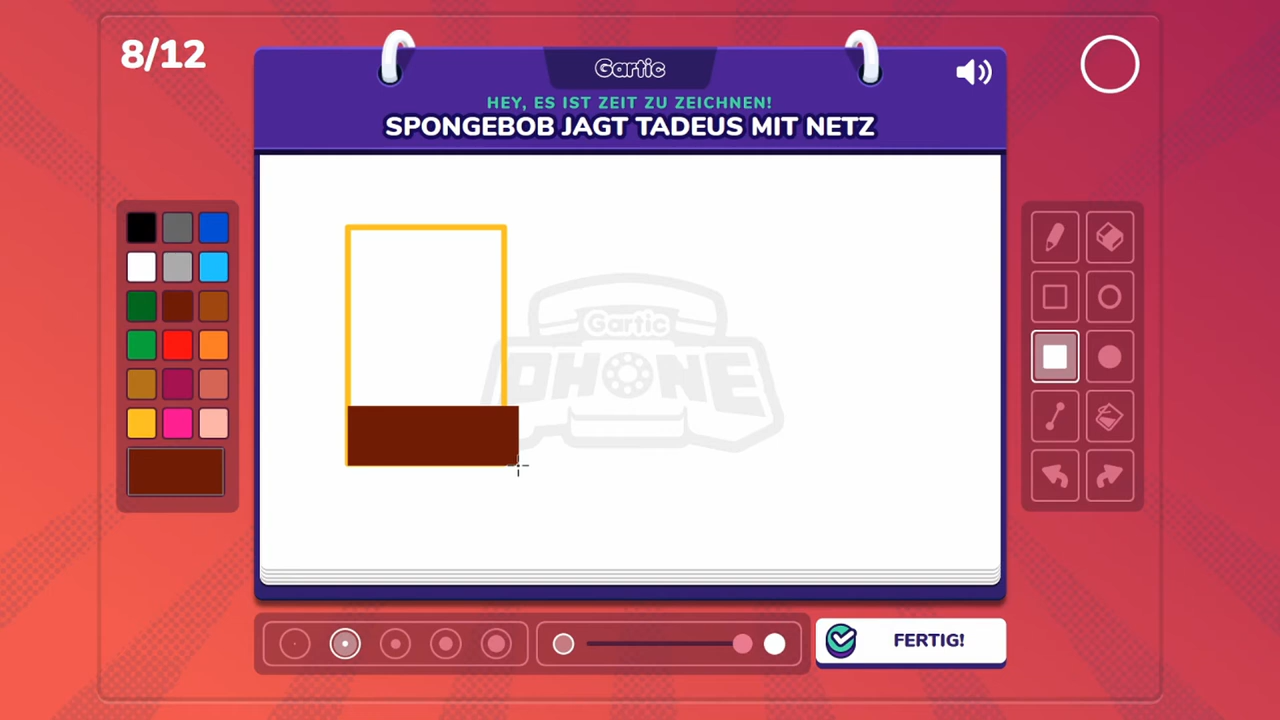 8/12
Gartic
HEY, ES IST ZEIT ZU ZEICHNEN!
SPONGEBOB JAGT TADEUS MIT NETZ
Gartic
PHONE
FERTIG!